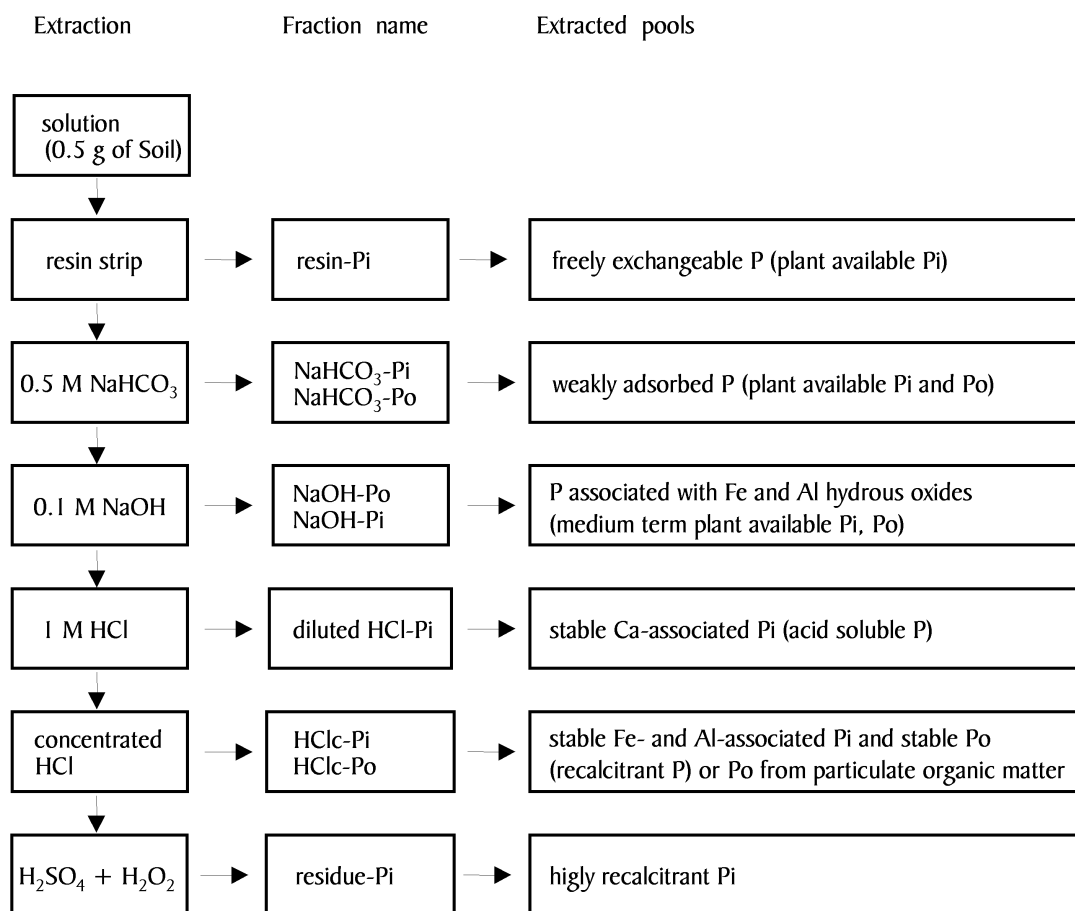 Extraction
Fraction name
Extracted pools
solution
(0.5 g of Soil)
resin strip
resin-Pi
freely exchangeable P (plant available Pi)
0.5 M NaHCO₃
NaHCO₃-Pi
NaHCO₃-Po
weakly adsorbed P (plant available Pi and Po)
0.1 M NaOH
NaOH-Po
NaOH-Pi
P associated with Fe and Al hydrous oxides
(medium term plant available Pi, Po)
1 M HCl
diluted HCl-Pi
stable Ca-associated Pi (acid soluble P)
concentrated
HCl
HClc-Pi
HClc-Po
stable Fe- and Al-associated Pi and stable Po
(recalcitrant P) or Po from particulate organic matter
H₂SO₄ + H₂O₂
residue-Pi
higly recalcitrant Pi